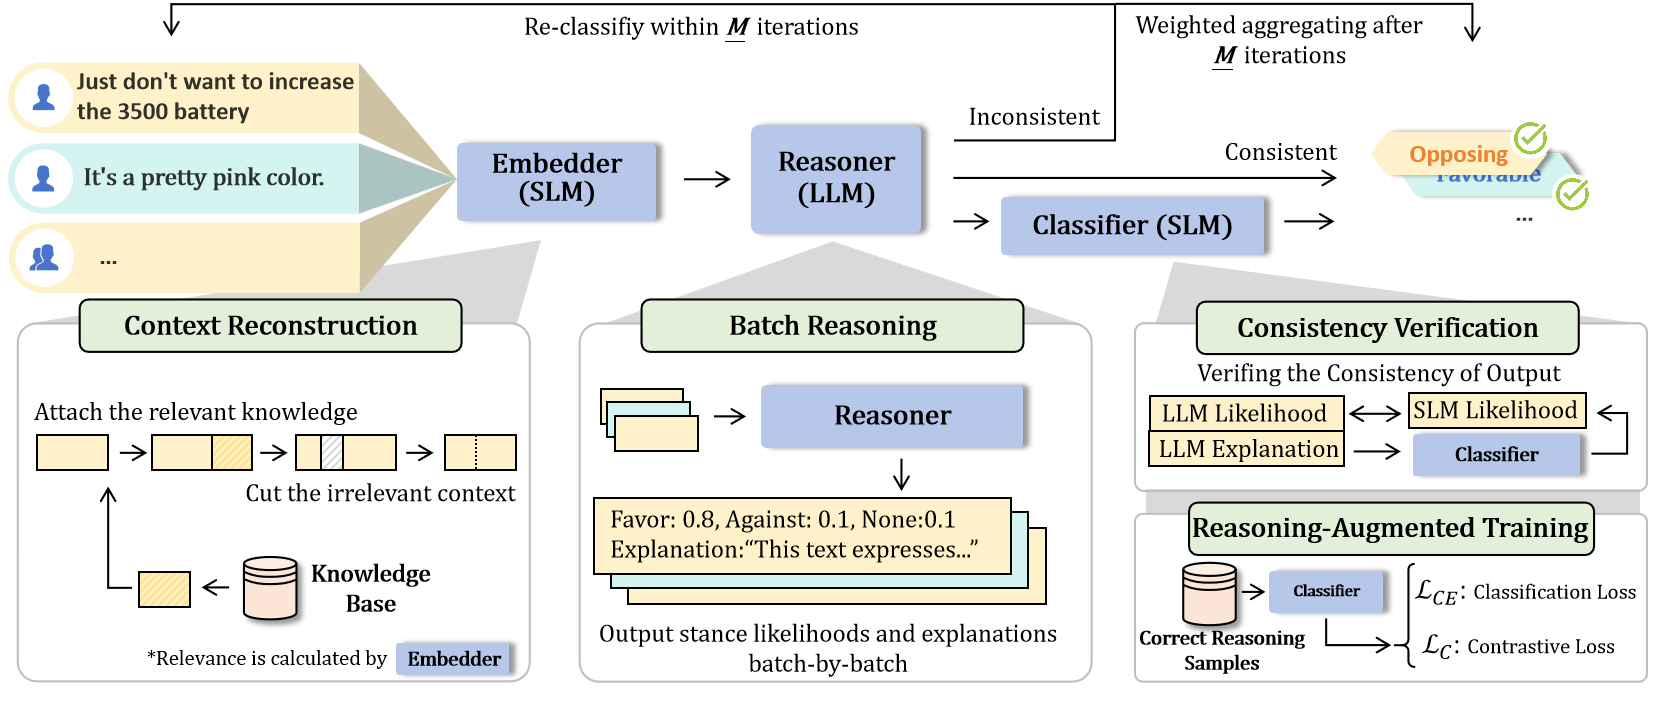 Re-classifiy within M iterations
Weighted aggregating after
M iterations
Just don't want to increase
the 3500 battery
It's a pretty pink color.
...
Embedder
(SLM)
Reasoner
(LLM)
Inconsistent
Consistent
Classifier (SLM)
Opposing
Favorable
...
Context Reconstruction
Attach the relevant knowledge
Cut the irrelevant context
Knowledge
Base
*Relevance is calculated by Embedder
Batch Reasoning
Reasoner
Favor: 0.8, Against: 0.1, None:0.1
Explanation:“This text expresses...”
Output stance likelihoods and explanations
batch-by-batch
Consistency Verification
Verifing the Consistency of Output
LLM Likelihood
SLM Likelihood
LLM Explanation
Classifier
Reasoning-Augmented Training
Classifier
Correct Reasoning
Samples
ℒCE: Classification Loss
ℒC: Contrastive Loss